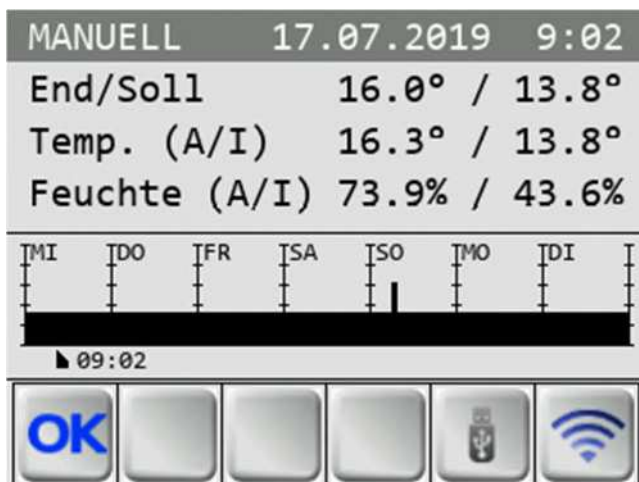 MANUELL 17.07.2019 9:02
End/Soll 16.0° / 13.8°
Temp. (A/I) 16.3° / 13.8°
Feuchte (A/I) 73.9% / 43.6%
MI DO FR SA SO MO DI
09:02
OK